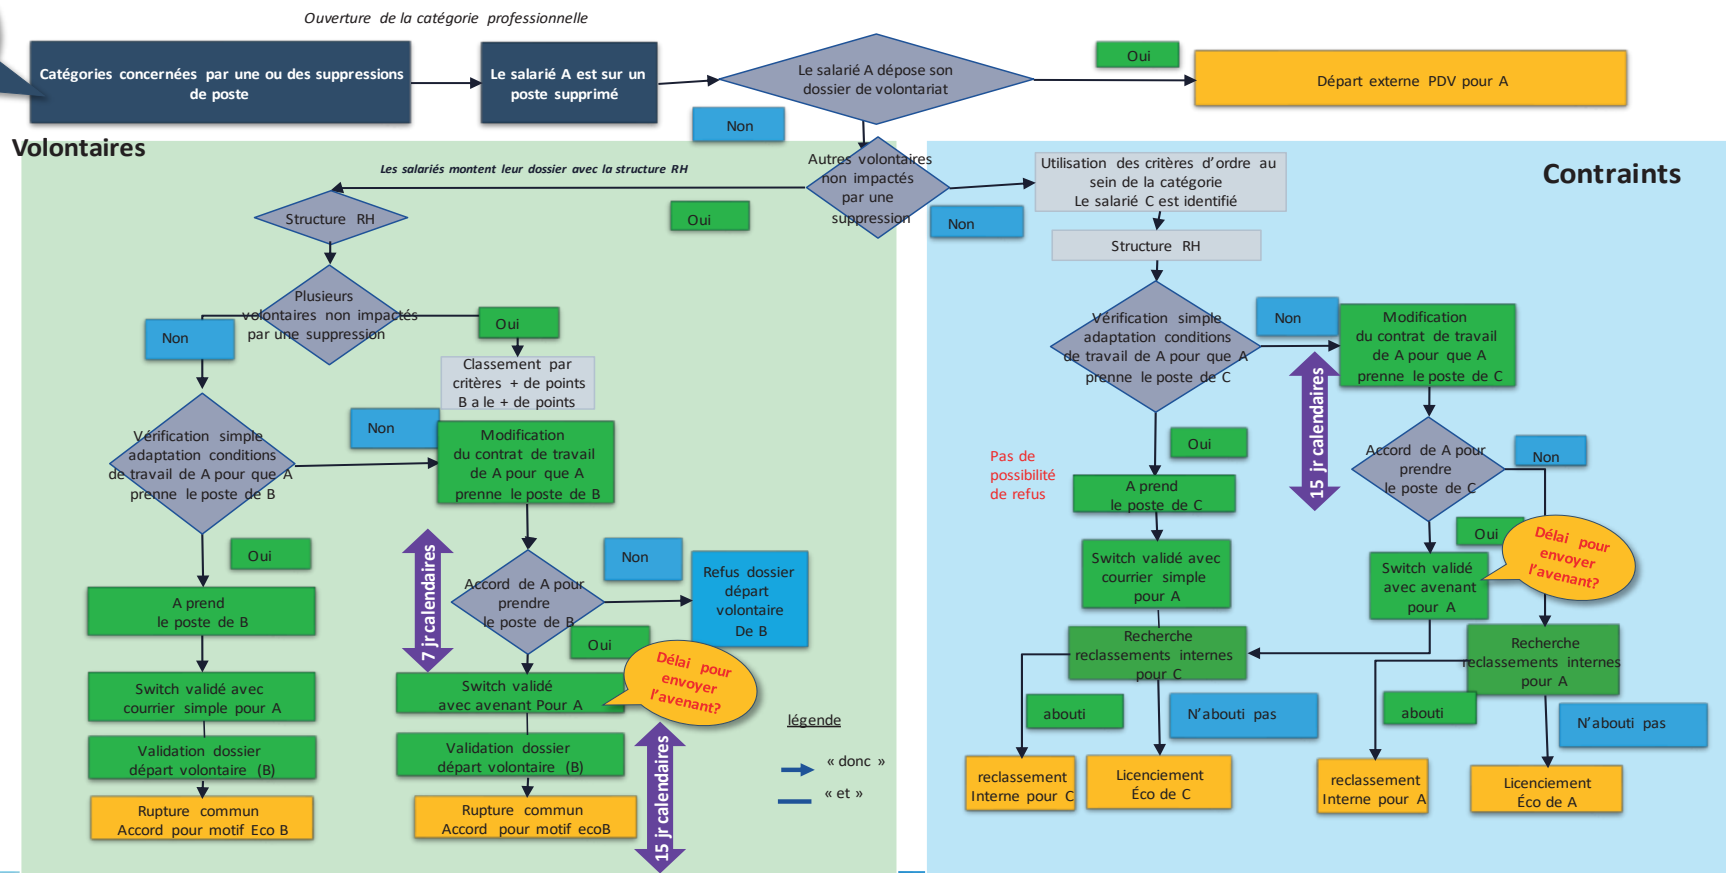 Ouverture de la catégorie professionnelle
Catégories concernées par une ou des suppressions
de poste
Le salarié A est sur un
poste supprimé
Le salarié A dépose son
dossier de volontariat
Oui
Départ externe PDV pour A
Non
Volontaires
Les salariés montent leur dossier avec la structure RH
Autres volontaires
non impactés
par une
suppression
Oui
Non
Structure RH
Plusieurs
volontaires non impactés
par une suppression
Non
Oui
Classement par
critères + de points
B a le + de points
Vérification simple
adaptation conditions
de travail de A pour que A
prenne le poste de B
Non
Modification
du contrat de travail
de A pour que A
prenne le poste de B
Oui
A prend
le poste de B
Switch validé avec
courrier simple pour A
Validation dossier
départ volontaire (B)
Rupture commun
Accord pour motif Eco B
7 jr calendaires
Accord de A pour
prendre
le poste de B
Non
Refus dossier
départ
volontaire
De B
Oui
Délai pour
envoyer
l'avenant?
Switch validé
avec avenant Pour A
Validation dossier
départ volontaire (B)
Rupture commun
Accord pour motif ecoB
15 jr calendaires
légende
« donc »
« et »
Contraints
Utilisation des critères d'ordre au
sein de la catégorie
Le salarié C est identifié
Structure RH
Vérification simple
adaptation conditions
de travail de A pour que A
prenne le poste de C
Non
Modification
du contrat de travail
de A pour que A
prenne le poste de C
15 jr calendaires
Oui
Pas de
possibilité
de refus
A prend
le poste de C
Switch validé avec
courrier simple
pour A
Accord de A pour
prendre
le poste de C
Non
Oui
Délai pour
envoyer
l'avenant?
Switch validé
avec avenant
pour A
Recherche
reclassements internes
pour C
abouti
N'abouti pas
reclassement
Interne pour C
Licenciement
Éco de C
Recherche
reclassements internes
pour A
abouti
N'abouti pas
reclassement
Interne pour A
Licenciement
Éco de A